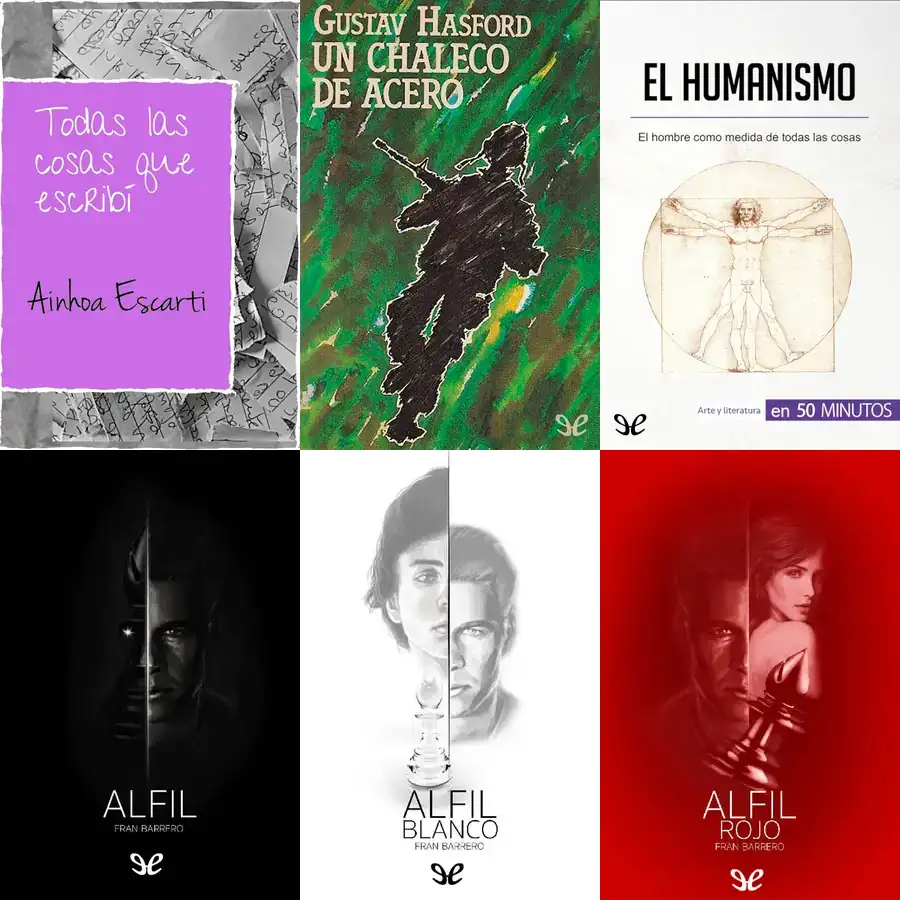 Todas las
cosas que
escribí
Ainhoa Escarti
GUSTAV HASFORD
UN CHALECO
DE ACERO
EL HUMANISMO
El hombre como medida de todas las cosas
Arte y literatura en 50 MINUTOS
ALFIL
FRAN BARRERO
ALFIL
BLANCO
FRAN BARRERO
ALFIL
ROJO
FRAN BARRERO